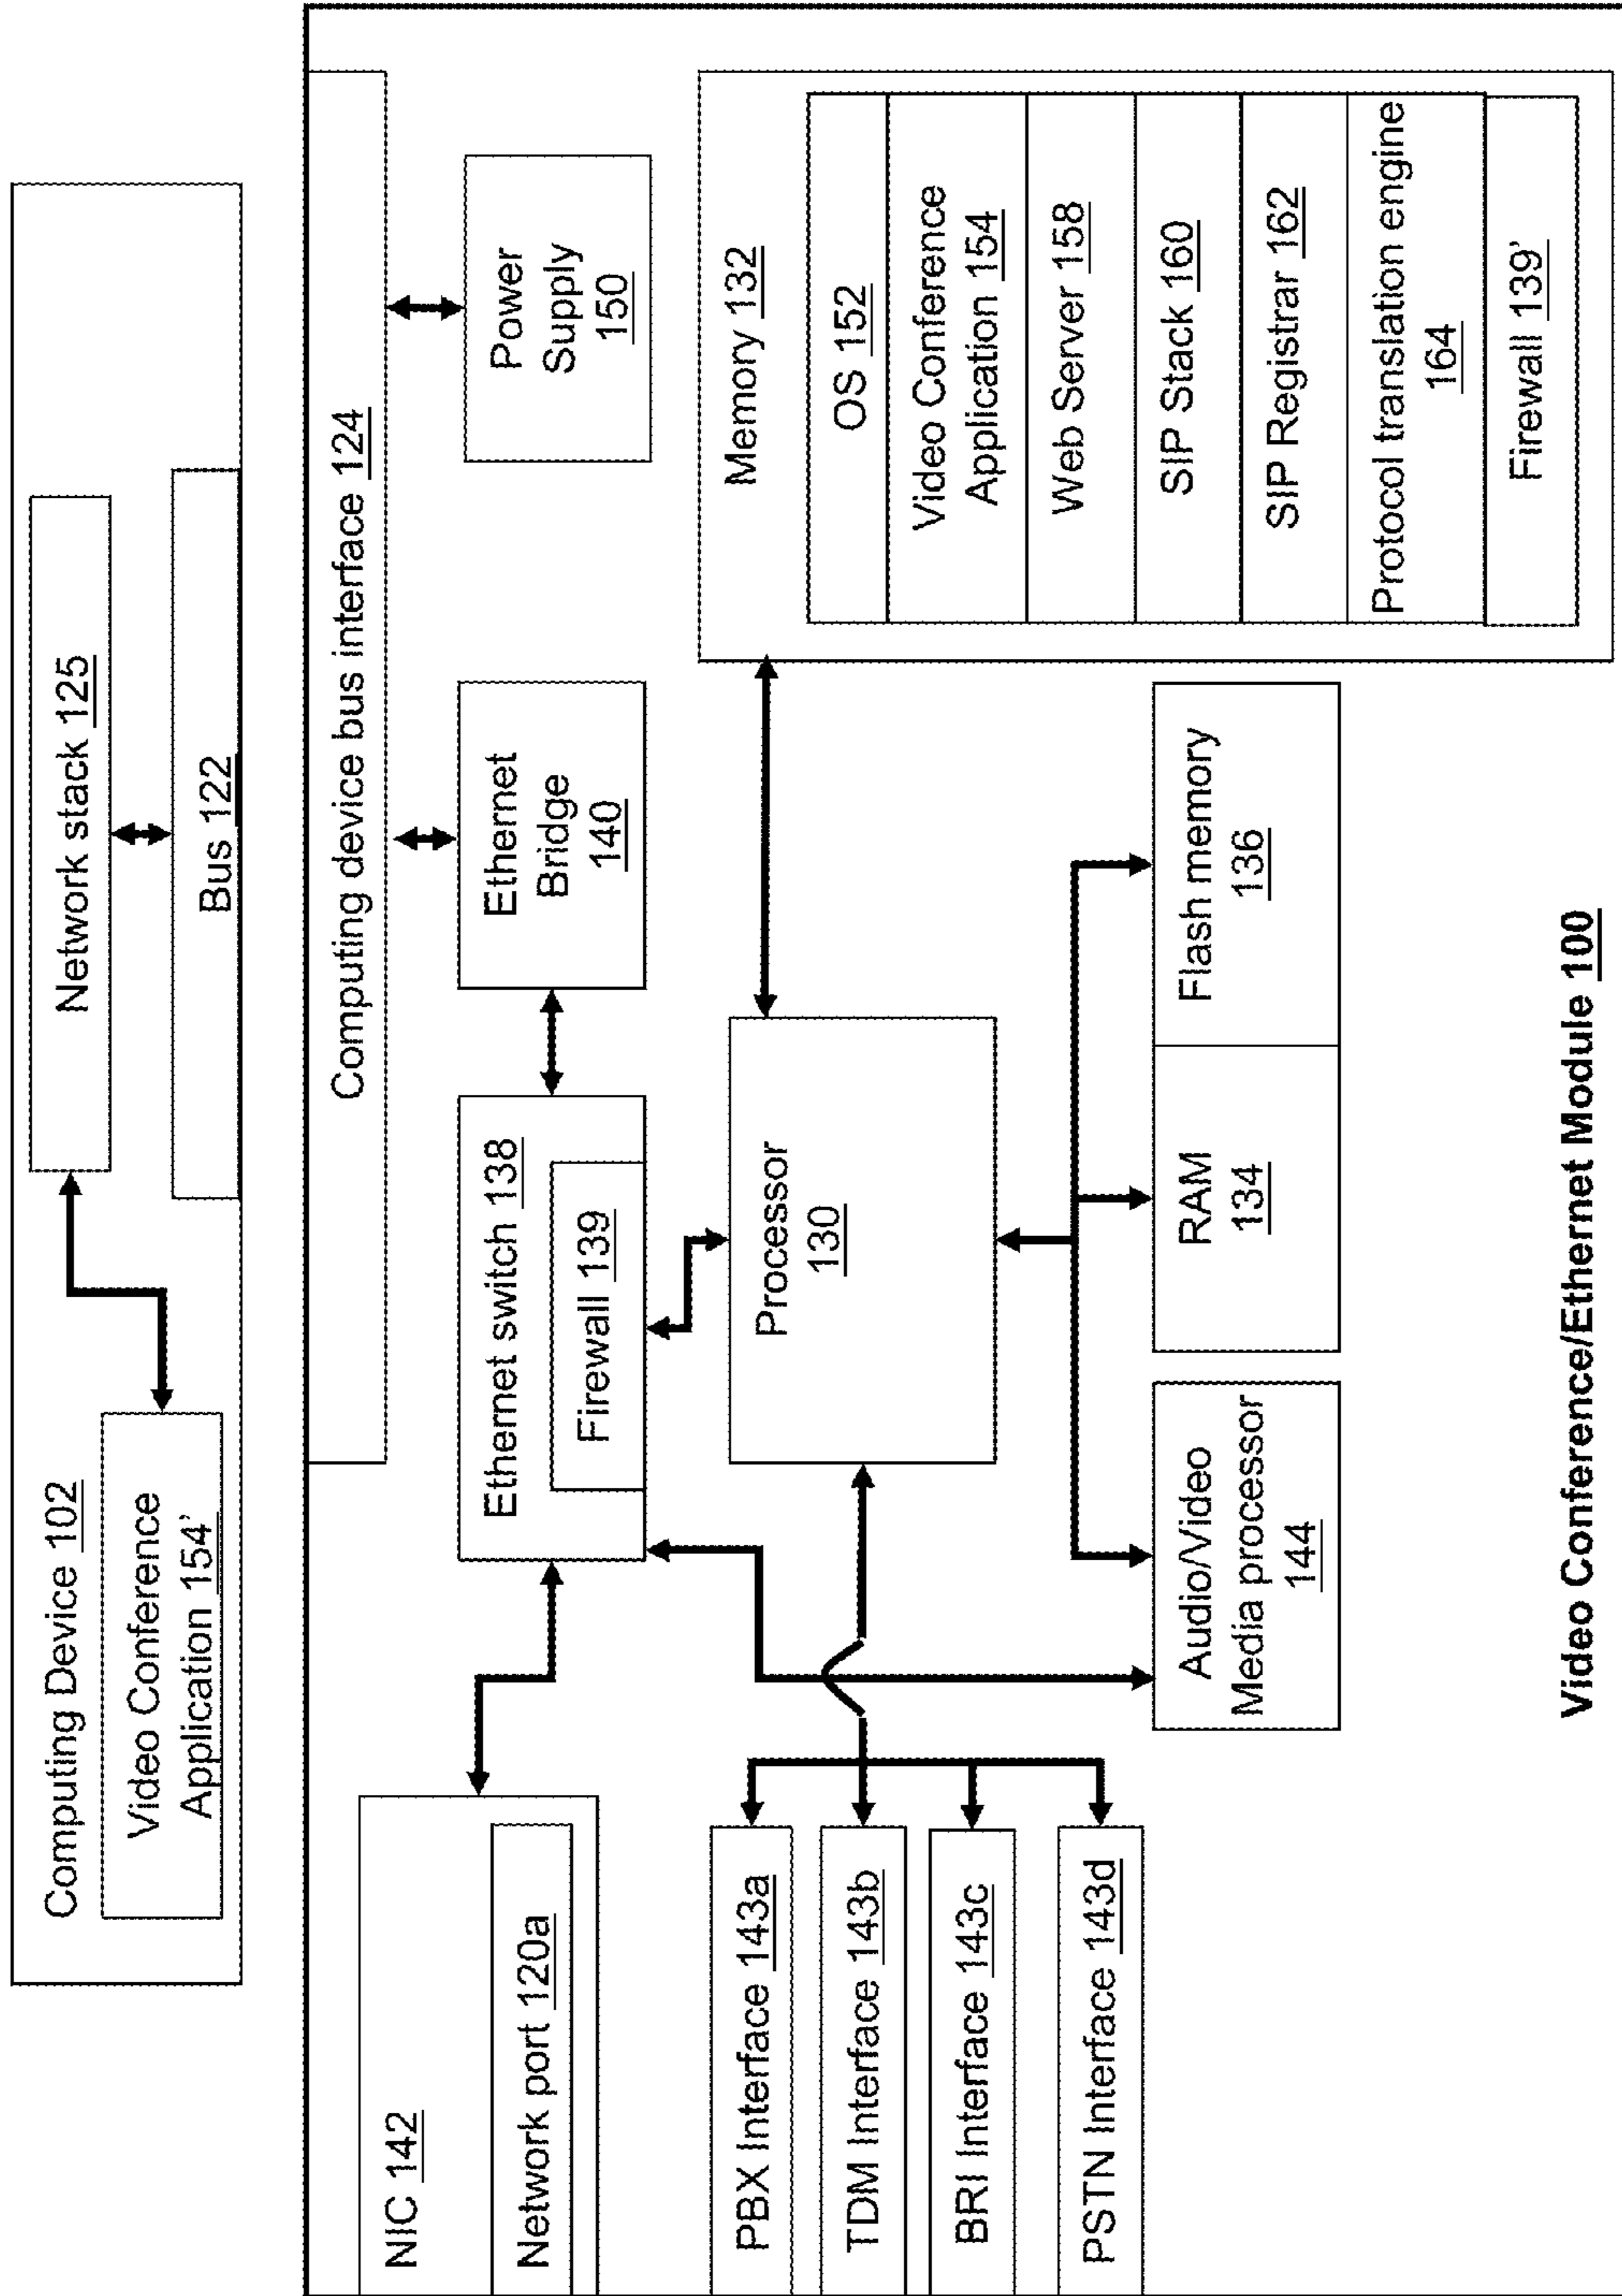 Computing Device 102
Video Conference
Application 154'
Network stack 125
Bus 122
Computing device bus interface 124
NIC 142
Network port 120a
Ethernet switch 138
Firewall 139
Ethernet
Bridge
140
Power
Supply
150
PBX Interface 143a
TDM Interface 143b
BRI Interface 143c
PSTN Interface 143d
Processor
130
Memory 132
OS 152
Video Conference
Application 154
Web Server 158
SIP Stack 160
SIP Registrar 162
Protocol translation engine
164
Firewall 139'
Audio/Video
Media processor
144
RAM
134
Flash memory
136
Video Conference/Ethernet Module 100